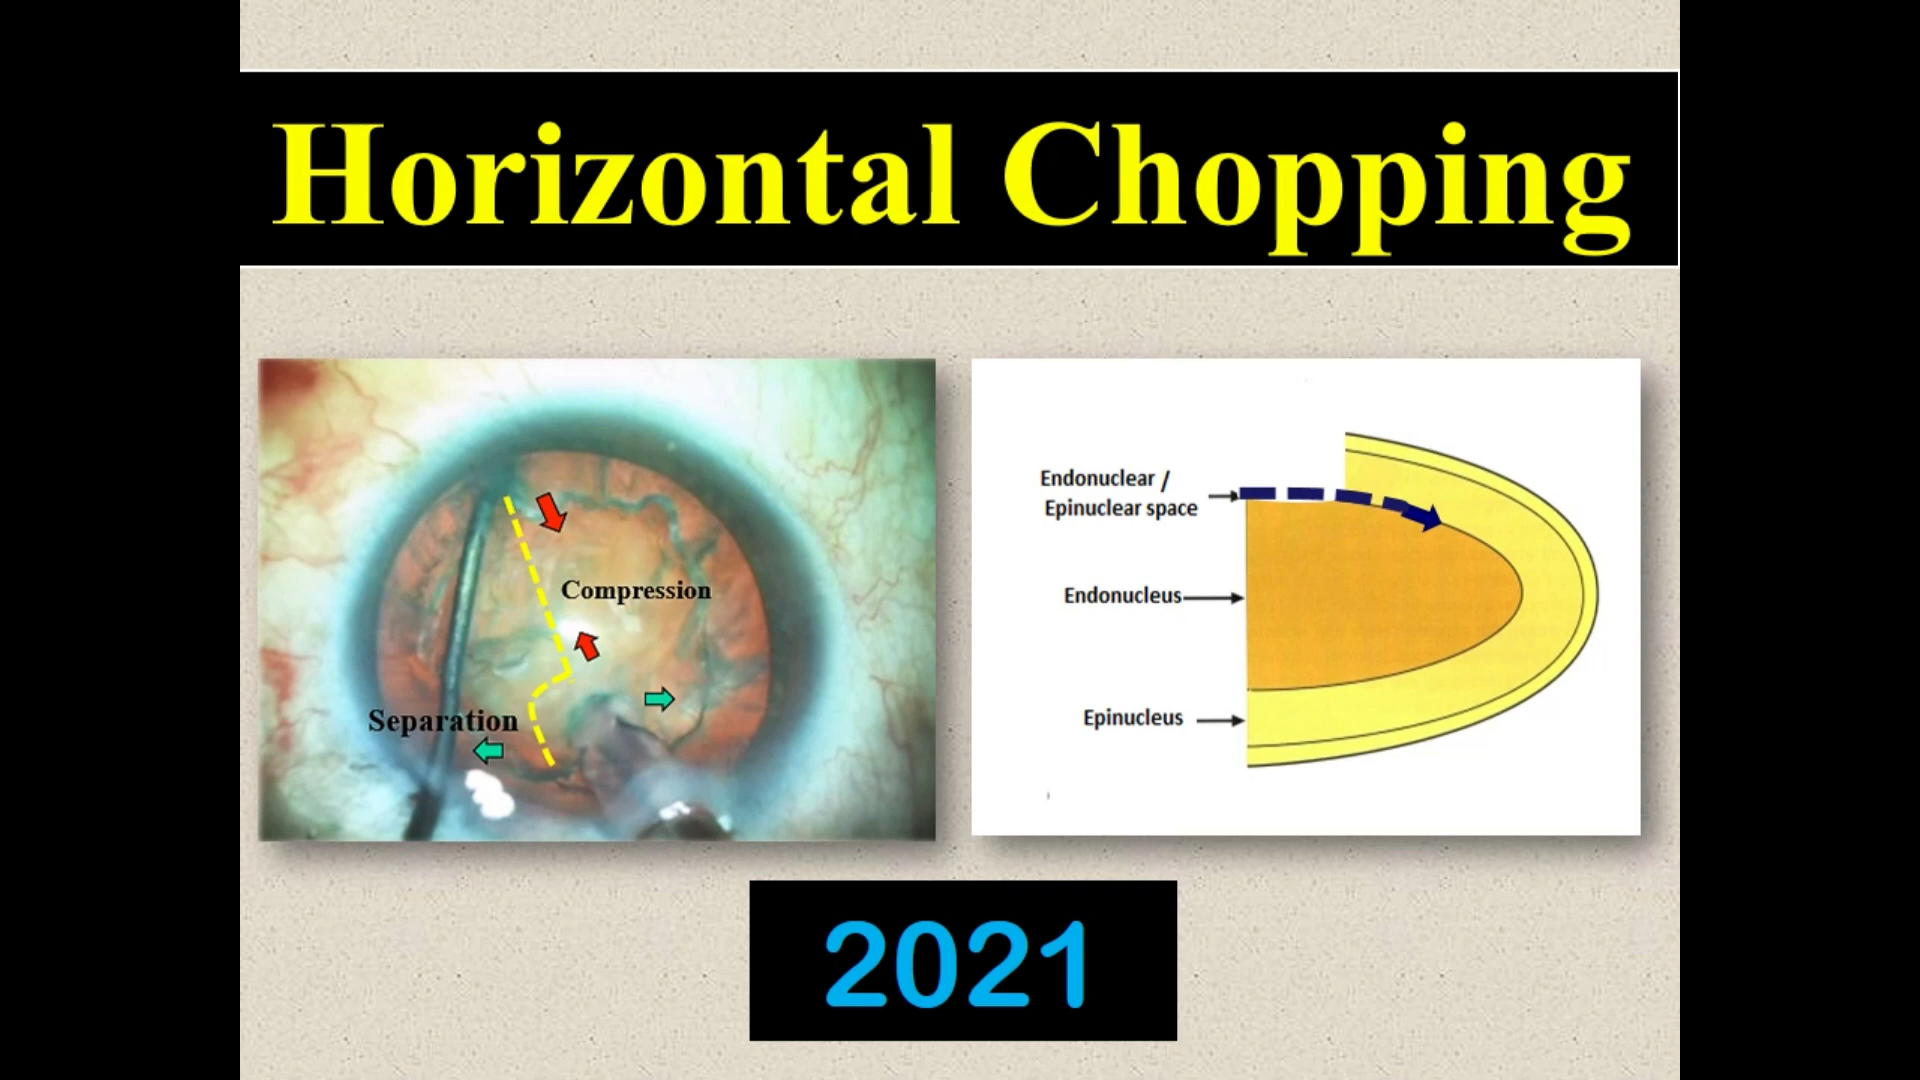 Horizontal Chopping
Compression
Separation
Endonuclear /
Epinuclear space
Endonucleus
Epinucleus
2021